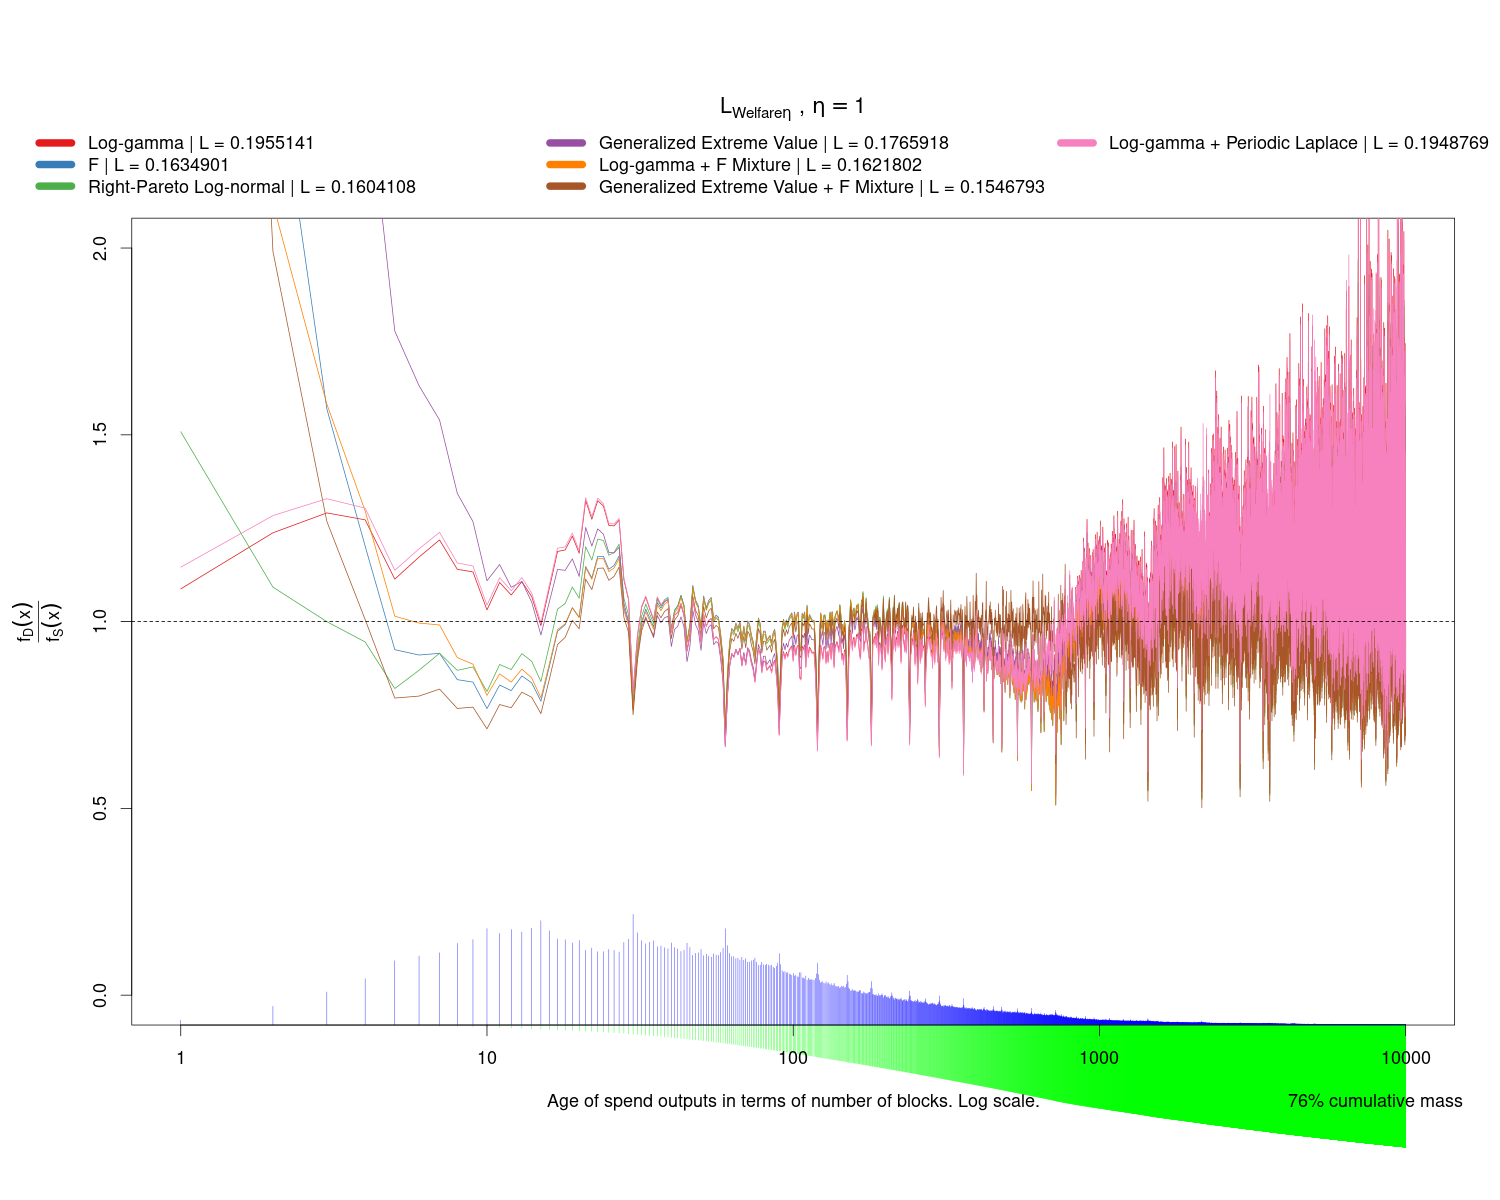 L_Welfareη , η = 1
Log-gamma | L = 0.1955141
F | L = 0.1634901
Right-Pareto Log-normal | L = 0.1604108
Generalized Extreme Value | L = 0.1765918
Log-gamma + F Mixture | L = 0.1621802
Generalized Extreme Value + F Mixture | L = 0.1546793
Log-gamma + Periodic Laplace | L = 0.1948769
2.0
1.5
1.0
0.5
0.0
f_D(x)
f_S(x)
1 10 100 1000 10000
Age of spend outputs in terms of number of blocks. Log scale.
76% cumulative mass